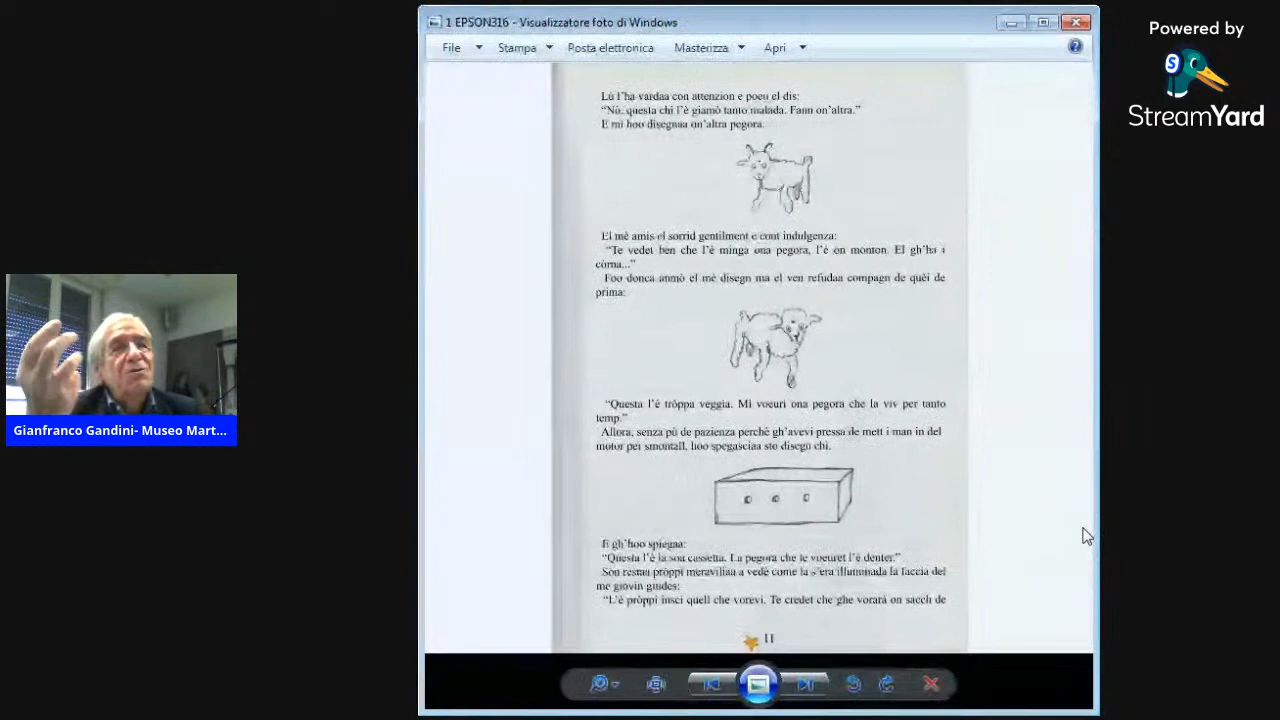 1 EPSON316 - Visualizzatore foto di Windows
File Stampa Posta elettronica Masterizza Apri
Powered by
StreamYard
Lù l'ha vardaa con attenzion e poeu el dis:
“Nò, questa chì l'è giamò tanto malada. Fann on'altra.”
E mi hoo disegnaa on'altra pegora.
El mè amis el sorrid gentilment e cont indulgenza:
“Te vedet ben che l'è minga ona pegora, l'è on monton. El gh'ha i
còrna...”
Foo donca anmò el mè disegn ma el ven refudaa compagn de quèi de
prima:
“Questa l'è tròppa veggia. Mi voeuri ona pegora che la viv per tanto
temp.”
Allora, senza pù de pazienza perchè gh'avevi pressa de mett i man in del
motor per smontall, hoo spegasciaa sto disegn chì.
E gh'hoo spiegaa:
“Questa l'è la soa cassetta. La pegora che te voeuret l'è denter.”
Son restaa pròppi meraviliaa a vedè come la s'era illuminada la faccia del
mè giovin giudes:
“L'è pròppi inscì quell che vorevi. Te credet che ghe vorarà on sacch de
11
Gianfranco Gandini- Museo Mart...